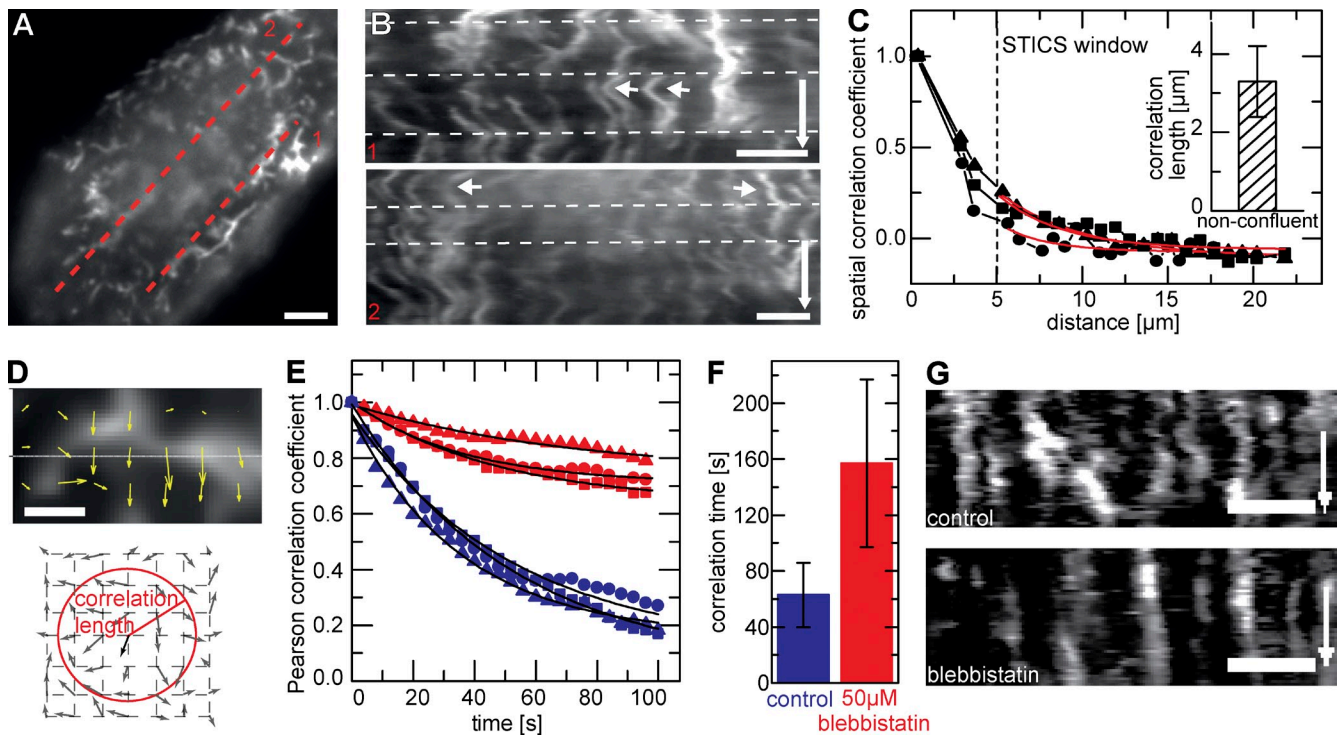 A
2
1
B
1
2
C
spatial correlation coefficient
1.0
0.5
0.0
STICS window
correlation
length [µm]
4
2
0
non-confluent
0
5
10
15
20
distance [µm]
D
correlation
length
E
Pearson correlation coefficient
1.0
0.8
0.6
0.4
0.2
0.0
0
20
40
60
80
100
time [s]
F
correlation time [s]
200
160
120
80
40
0
control
50µM
blebbistatin
G
control
blebbistatin